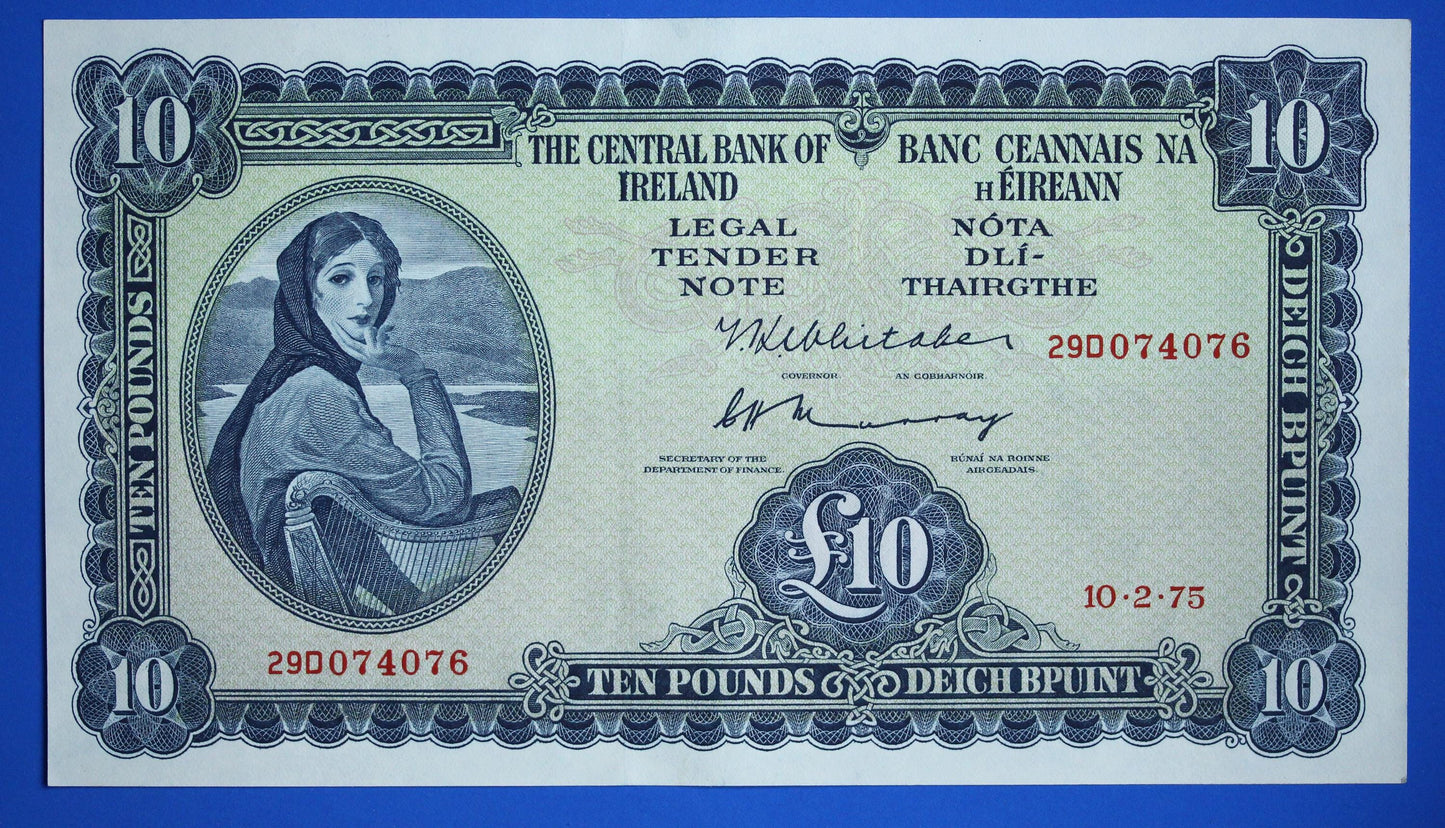 10
10
THE CENTRAL BANK OF
IRELAND
BANC CEANNAIS NA
hÉIREANN
LEGAL
TENDER
NOTE
NÓTA
DLÍ-
THAIRGTHE
T. K. Whitaker
29D074076
GOVERNOR
AN GOBHARNÓIR.
C H Murray
SECRETARY OF THE
DEPARTMENT OF FINANCE.
RÚNAÍ NA ROINNE
AIRGEADAIS.
TEN POUNDS
DEICH BPUINT
£10
10·2·75
29D074076
10
TEN POUNDS
DEICH BPUINT
10